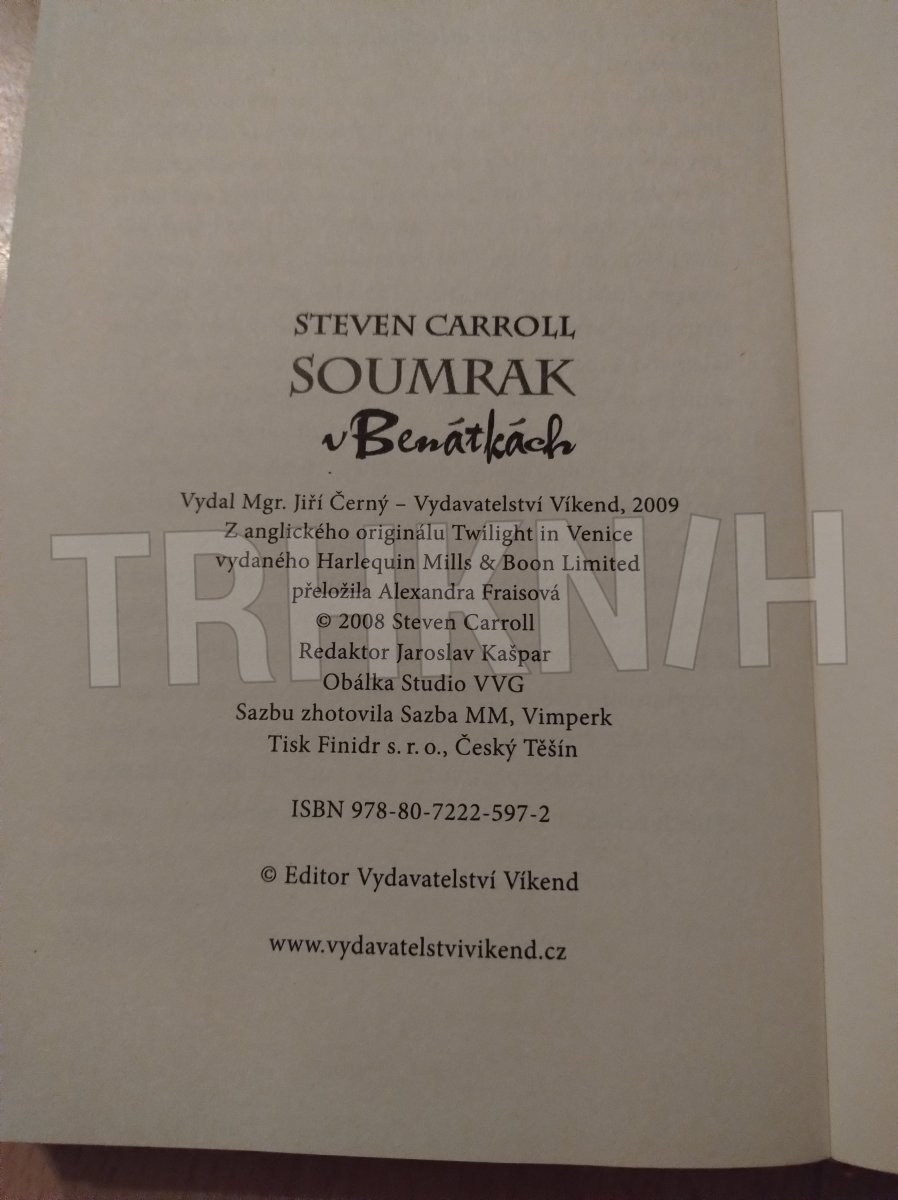 STEVEN CARROLL
SOUMRAK
v Benátkách
Vydal Mgr. Jiří Černý – Vydavatelství Víkend, 2009
Z anglického originálu Twilight in Venice
vydaného Harlequin Mills & Boon Limited
přeložila Alexandra Fraisová
© 2008 Steven Carroll
Redaktor Jaroslav Kašpar
Obálka Studio VVG
Sazbu zhotovila Sazba MM, Vimperk
Tisk Finidr s. r. o., Český Těšín
ISBN 978-80-7222-597-2
© Editor Vydavatelství Víkend
www.vydavatelstvivikend.cz